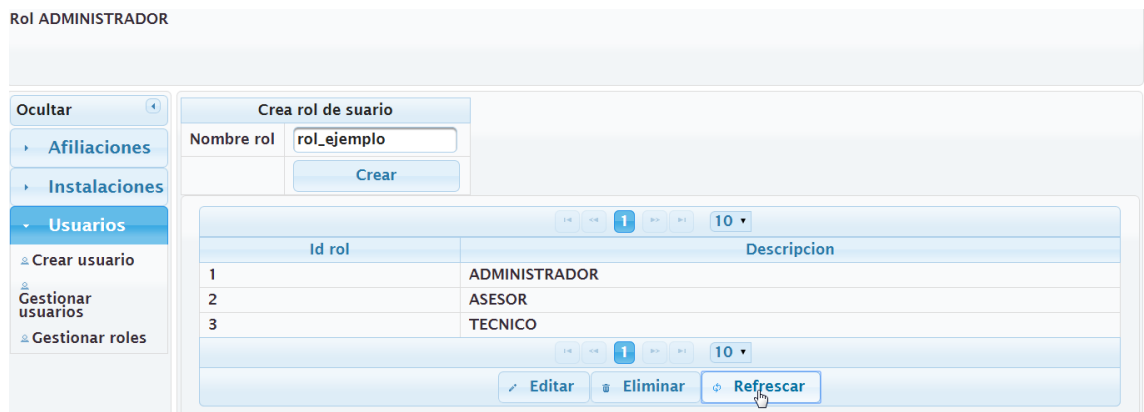 Rol ADMINISTRADOR
Ocultar
Afiliaciones
Instalaciones
Usuarios
Crear usuario
Gestionar
usuarios
Gestionar roles
Crea rol de suario
Nombre rol rol_ejemplo
Crear
1 10
Id rol Descripcion
1 ADMINISTRADOR
2 ASESOR
3 TECNICO
1 10
Editar Eliminar Refrescar